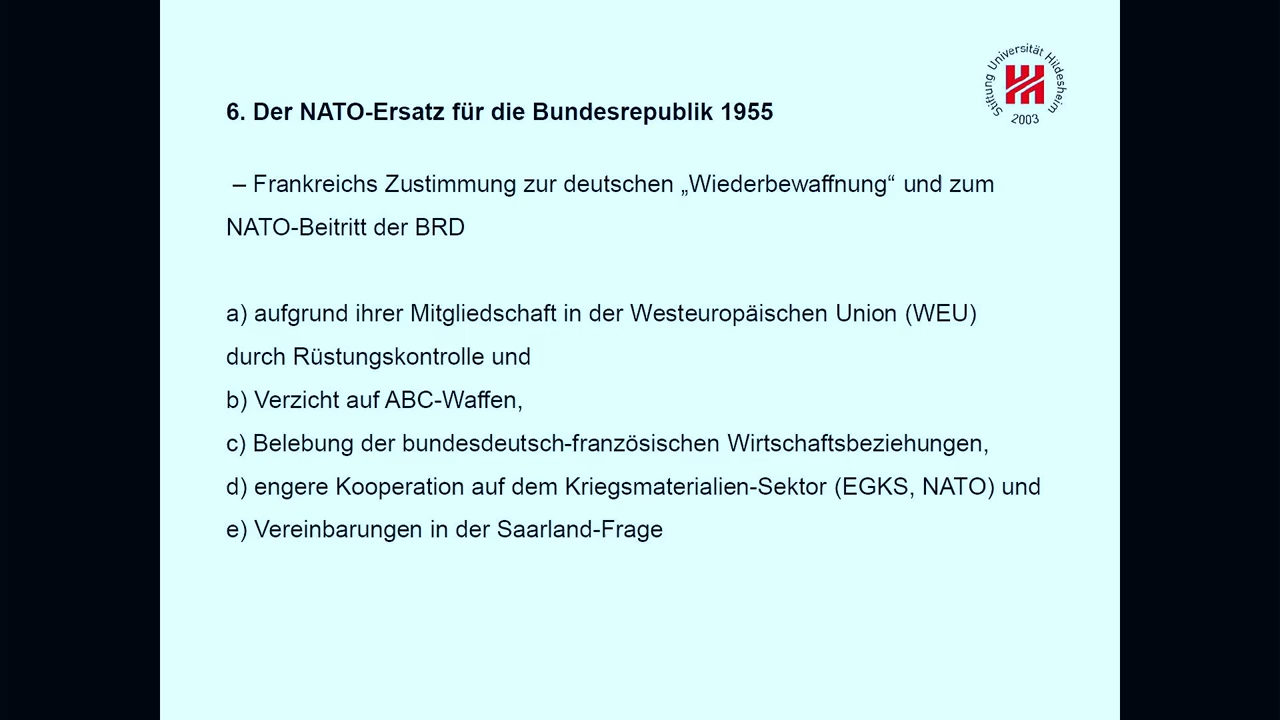 Stiftung Universität Hildesheim
2003
6. Der NATO-Ersatz für die Bundesrepublik 1955
– Frankreichs Zustimmung zur deutschen „Wiederbewaffnung“ und zum
NATO-Beitritt der BRD
a) aufgrund ihrer Mitgliedschaft in der Westeuropäischen Union (WEU)
durch Rüstungskontrolle und
b) Verzicht auf ABC-Waffen,
c) Belebung der bundesdeutsch-französischen Wirtschaftsbeziehungen,
d) engere Kooperation auf dem Kriegsmaterialien-Sektor (EGKS, NATO) und
e) Vereinbarungen in der Saarland-Frage